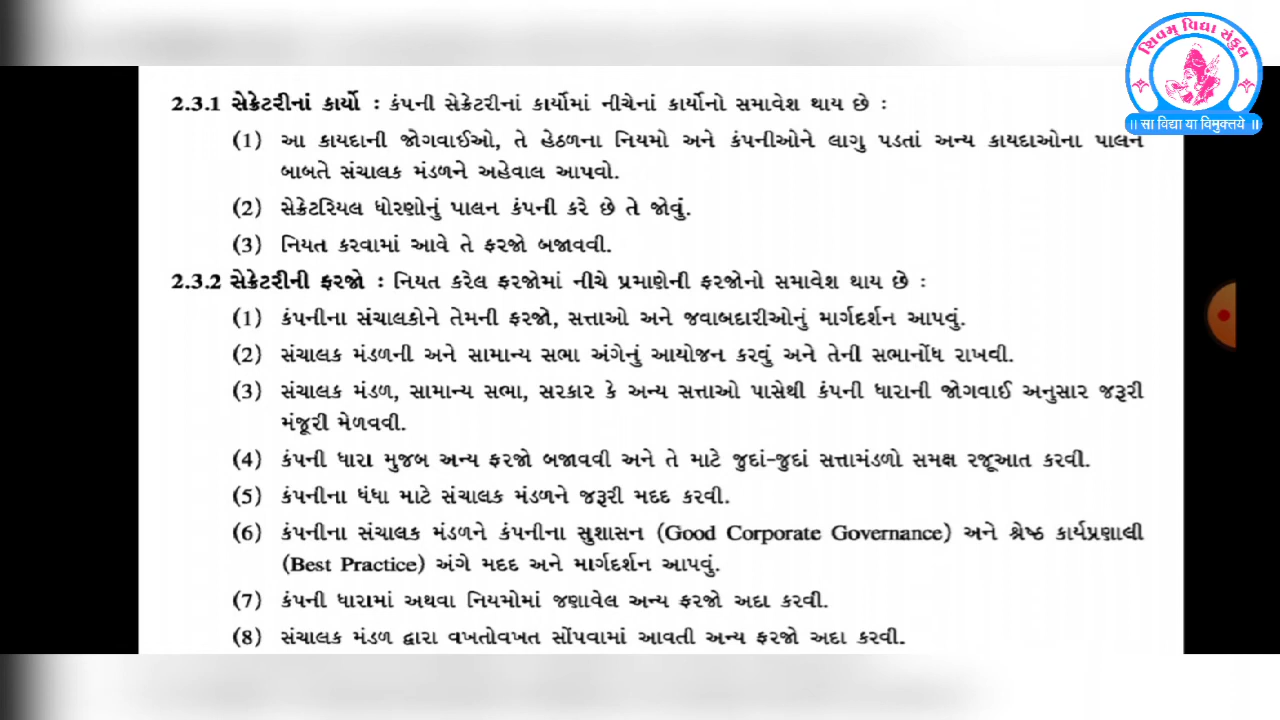 શિવમ્ વિદ્યા સંકુલ
॥ सा विद्या या विमुक्तये ॥
2.3.1 સેક્રેટરીનાં કાર્યો : કંપની સેક્રેટરીનાં કાર્યોમાં નીચેનાં કાર્યોનો સમાવેશ થાય છે :
(1) આ કાયદાની જોગવાઈઓ, તે હેઠળના નિયમો અને કંપનીઓને લાગુ પડતાં અન્ય કાયદાઓના પાલન
બાબતે સંચાલક મંડળને અહેવાલ આપવો.
(2) સેક્રેટરિયલ ધોરણોનું પાલન કંપની કરે છે તે જોવું.
(3) નિયત કરવામાં આવે તે ફરજો બજાવવી.
2.3.2 સેક્રેટરીની ફરજો : નિયત કરેલ ફરજોમાં નીચે પ્રમાણેની ફરજોનો સમાવેશ થાય છે :
(1) કંપનીના સંચાલકોને તેમની ફરજો, સત્તાઓ અને જવાબદારીઓનું માર્ગદર્શન આપવું.
(2) સંચાલક મંડળની અને સામાન્ય સભા અંગેનું આયોજન કરવું અને તેની સભાનોંધ રાખવી.
(3) સંચાલક મંડળ, સામાન્ય સભા, સરકાર કે અન્ય સત્તાઓ પાસેથી કંપની ધારાની જોગવાઈ અનુસાર જરૂરી
મંજૂરી મેળવવી.
(4) કંપની ધારા મુજબ અન્ય ફરજો બજાવવી અને તે માટે જુદાં-જુદાં સત્તામંડળો સમક્ષ રજૂઆત કરવી.
(5) કંપનીના ધંધા માટે સંચાલક મંડળને જરૂરી મદદ કરવી.
(6) કંપનીના સંચાલક મંડળને કંપનીના સુશાસન (Good Corporate Governance) અને શ્રેષ્ઠ કાર્યપ્રણાલી
(Best Practice) અંગે મદદ અને માર્ગદર્શન આપવું.
(7) કંપની ધારામાં અથવા નિયમોમાં જણાવેલ અન્ય ફરજો અદા કરવી.
(8) સંચાલક મંડળ દ્વારા વખતોવખત સોંપવામાં આવતી અન્ય ફરજો અદા કરવી.